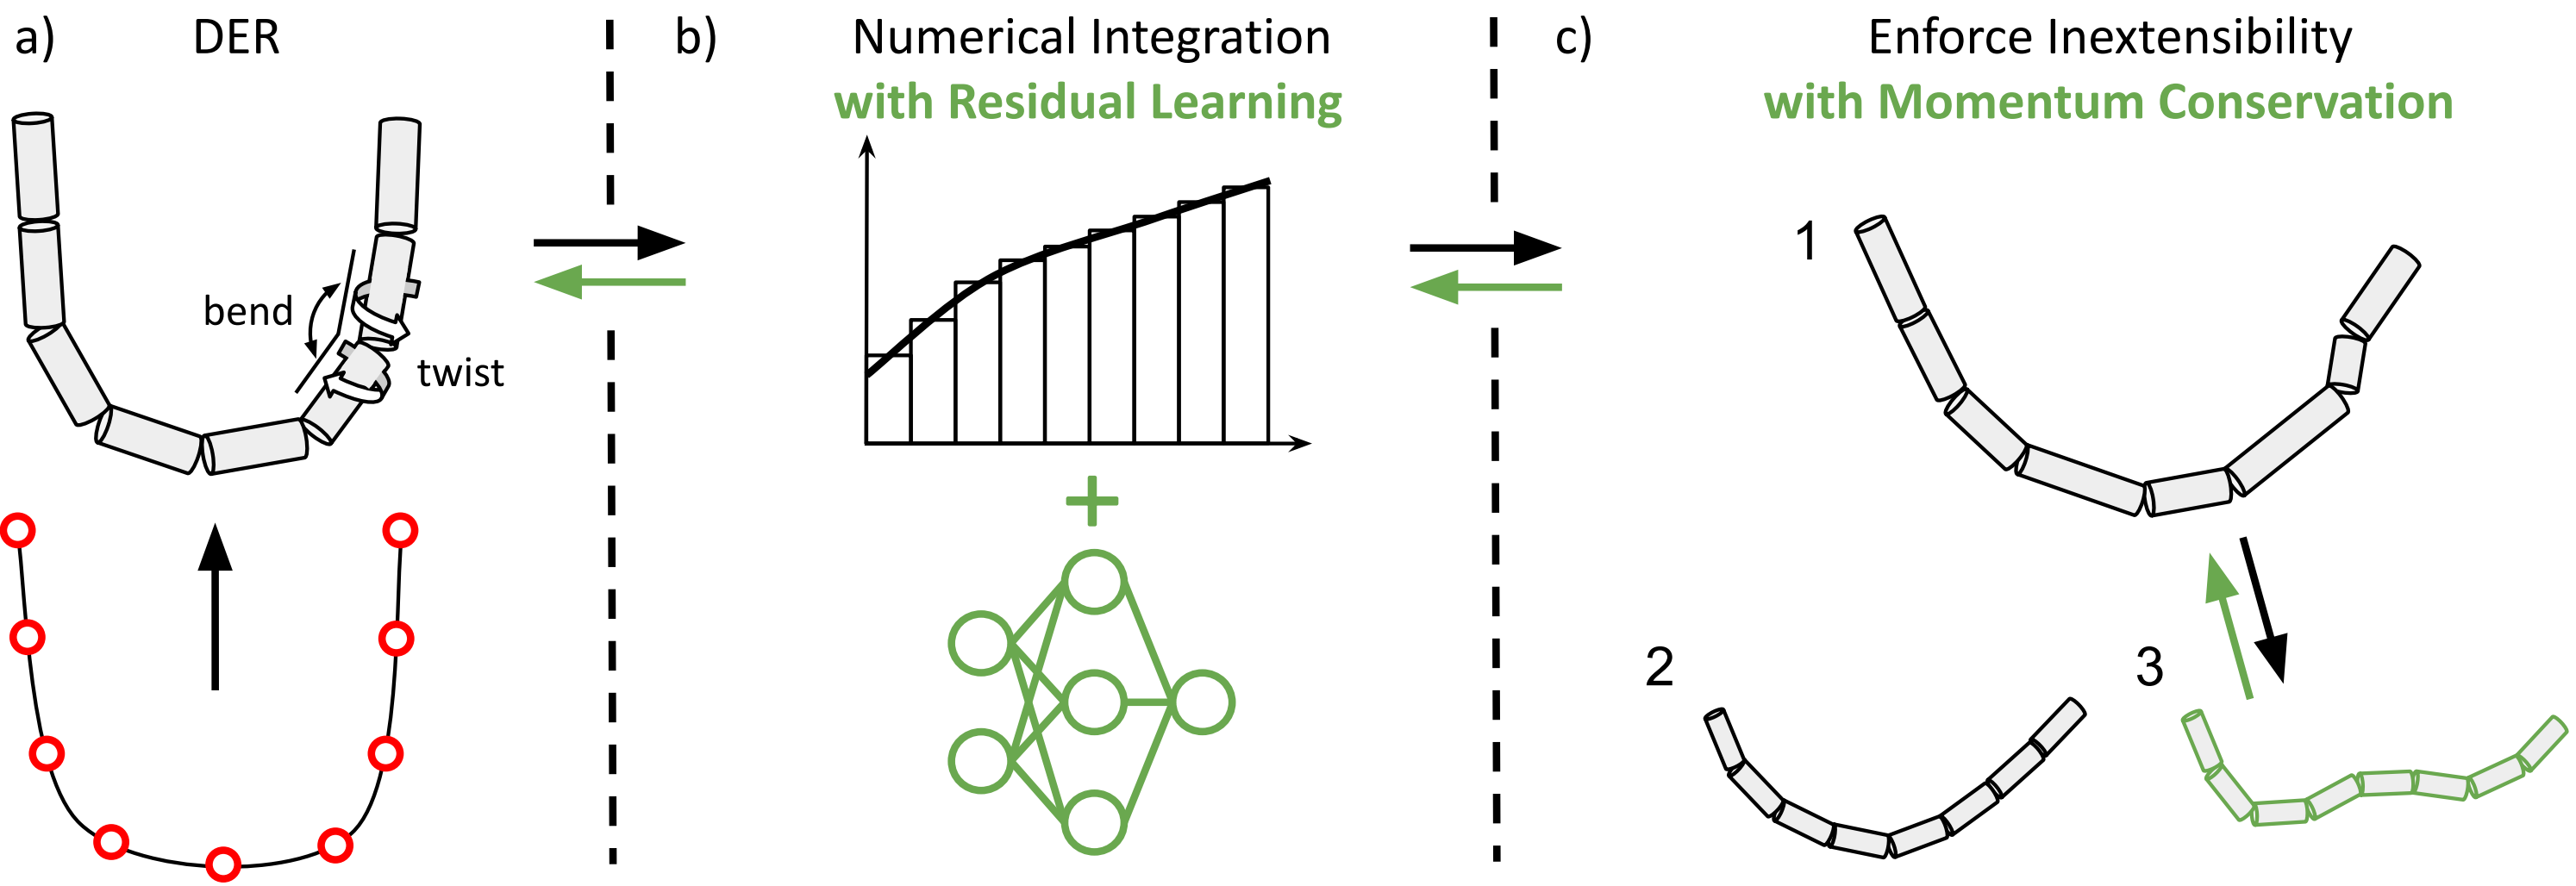 a)
DER
bend
twist
b)
Numerical Integration
with Residual Learning
+
c)
Enforce Inextensibility
with Momentum Conservation
1
2
3